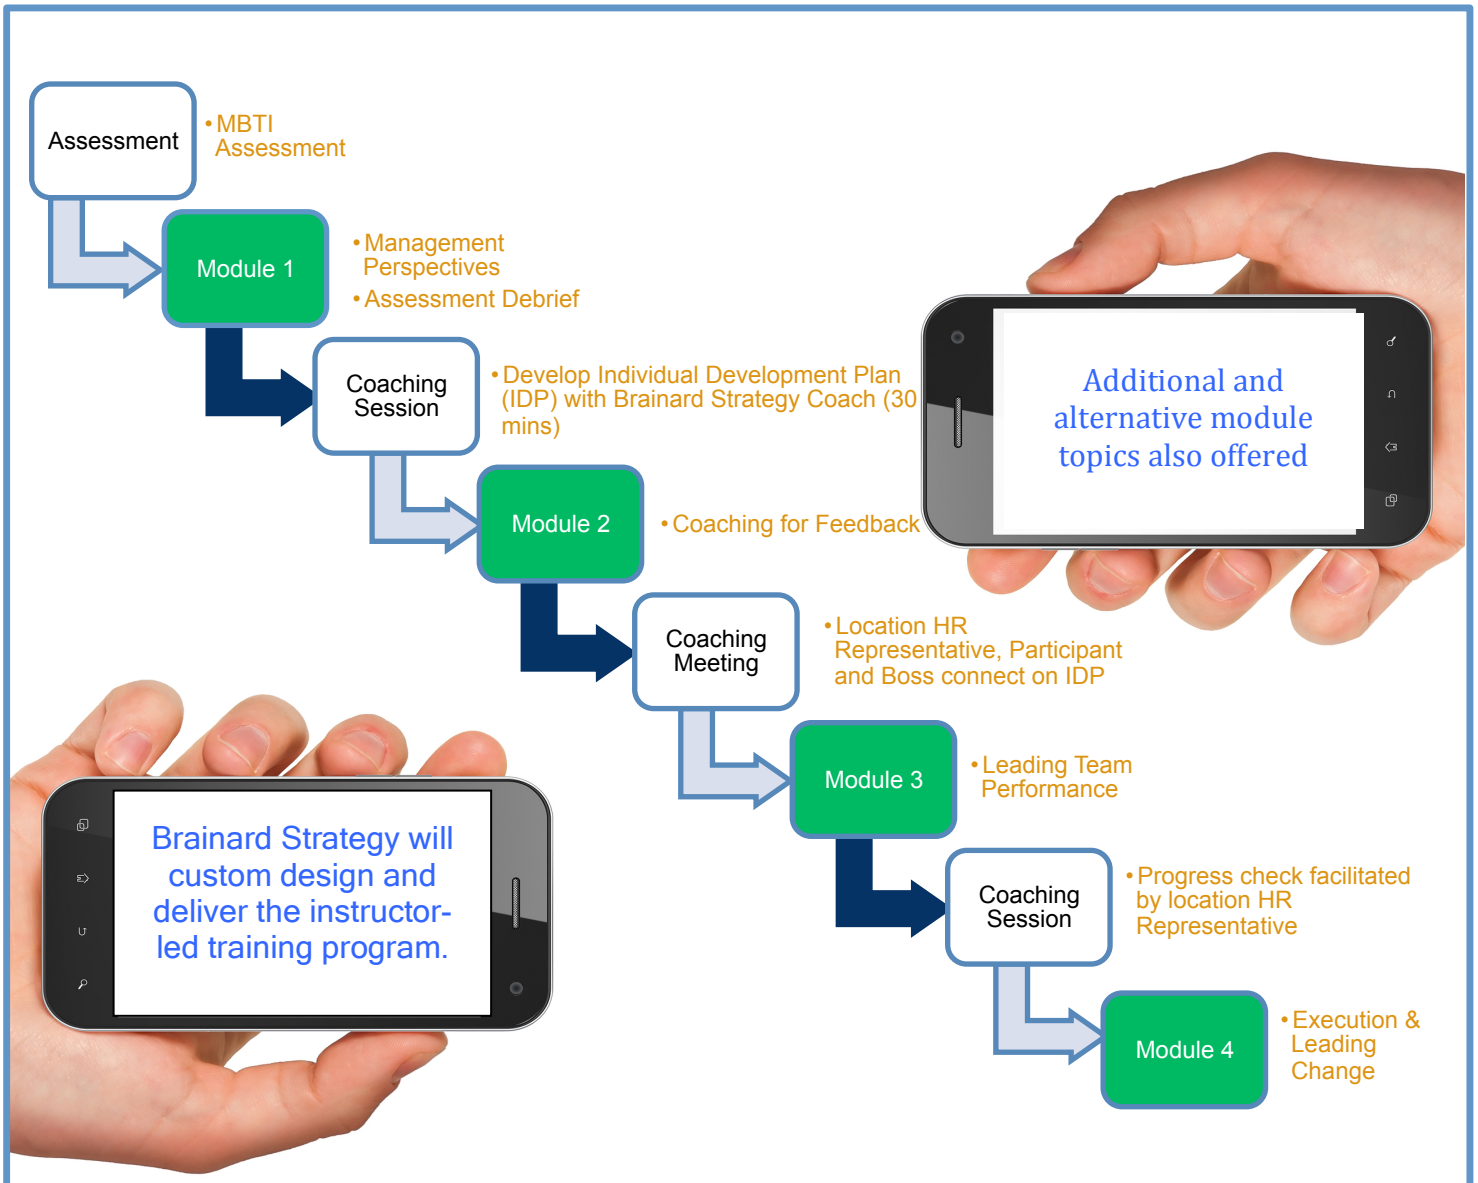 Assessment
• MBTI
Assessment
Module 1
• Management
Perspectives
• Assessment Debrief
Coaching
Session
• Develop Individual Development Plan
(IDP) with Brainard Strategy Coach (30
mins)
Additional and
alternative module
topics also offered
Module 2
• Coaching for Feedback
Coaching
Meeting
• Location HR
Representative, Participant
and Boss connect on IDP
Module 3
• Leading Team
Performance
Brainard Strategy will
custom design and
deliver the instructor-
led training program.
Coaching
Session
• Progress check facilitated
by location HR
Representative
Module 4
• Execution &
Leading
Change